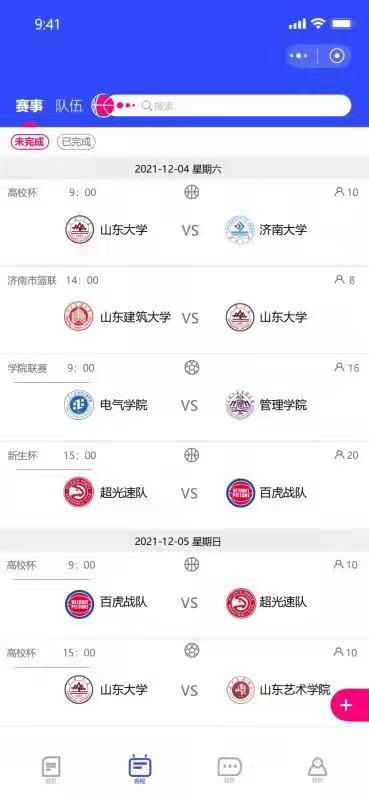 9:41
赛事 队伍 搜索
未完成 已完成
2021-12-04 星期六
高校杯 9：00 10
山东大学 VS 济南大学
济南市篮联 14：00 8
山东建筑大学 VS 山东大学
学院联赛 9：00 16
电气学院 VS 管理学院
新生杯 15：00 20
超光速队 VS 百虎战队
2021-12-05 星期日
高校杯 9：00 10
百虎战队 VS 超光速队
高校杯 15：00 10
山东大学 VS 山东艺术学院
+
首页 赛程 消息 我的